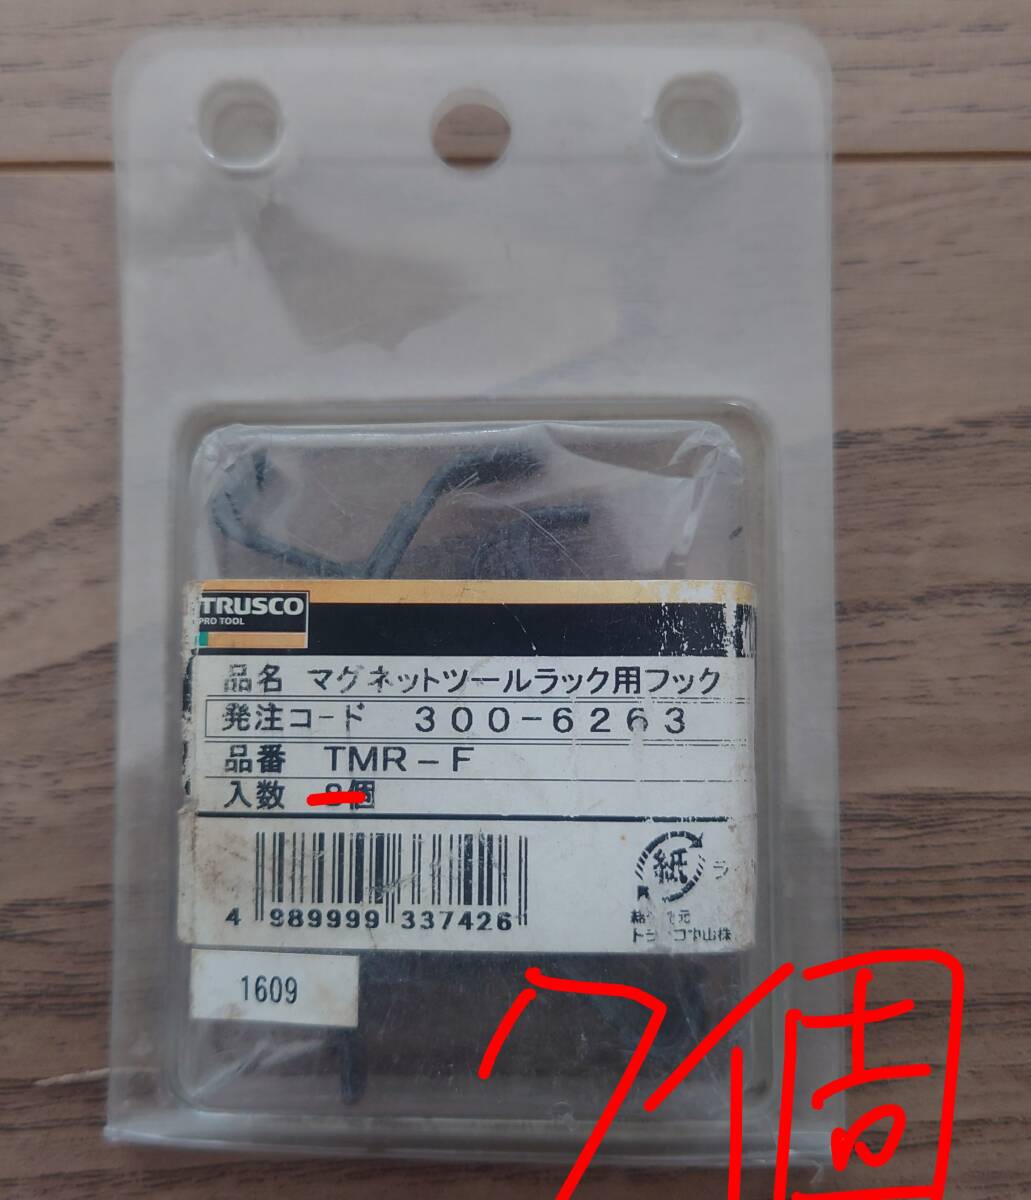 TRUSCO
PRO TOOL
品名 マグネットツールラック用フック
発注コード 300-6263
品番 TMR-F
入数 8個
4 989999 337426
紙
ラ
1609
7個